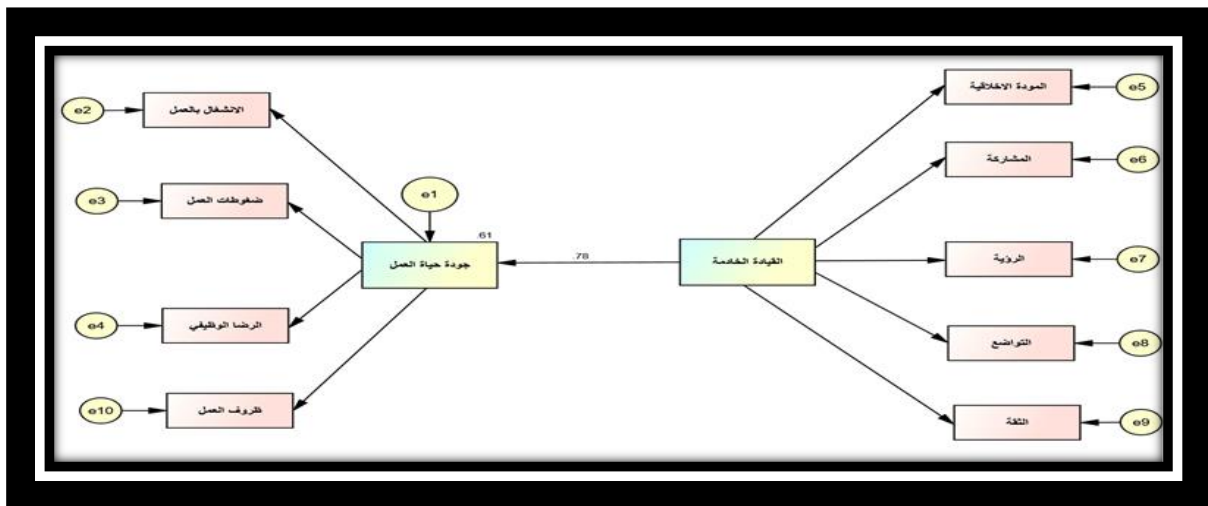 المودة الاخلاقية
e5
الانشغال بالعمل
e2
المشاركة
e6
ضغوطات العمل
e3
e1
.61
جودة حياة العمل
.78
القيادة الخادمة
الرؤية
e7
الرضا الوظيفي
e4
التواضع
e8
ظروف العمل
e10
الثقة
e9